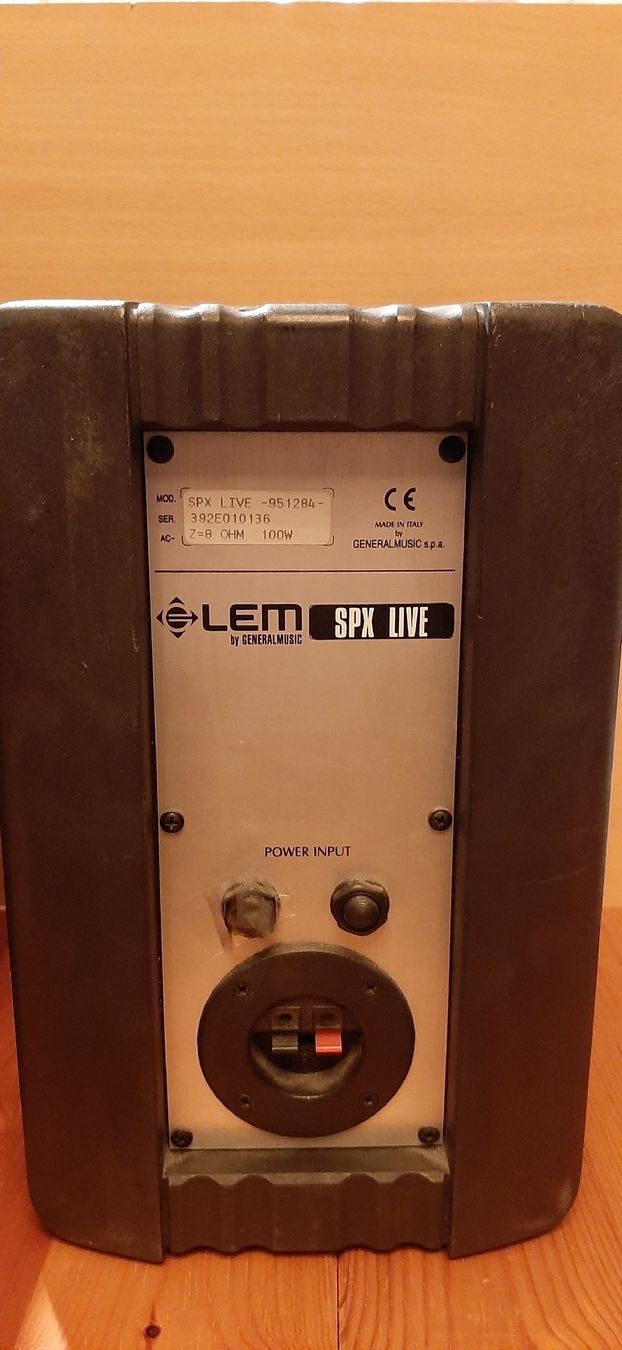 MOD. SPX LIVE -951284-
SER. 392E010136
AC~ Z=8 OHM 100W
CE
MADE IN ITALY
by
GENERALMUSIC s.p.a.
LEM
by GENERALMUSIC
SPX LIVE
POWER INPUT